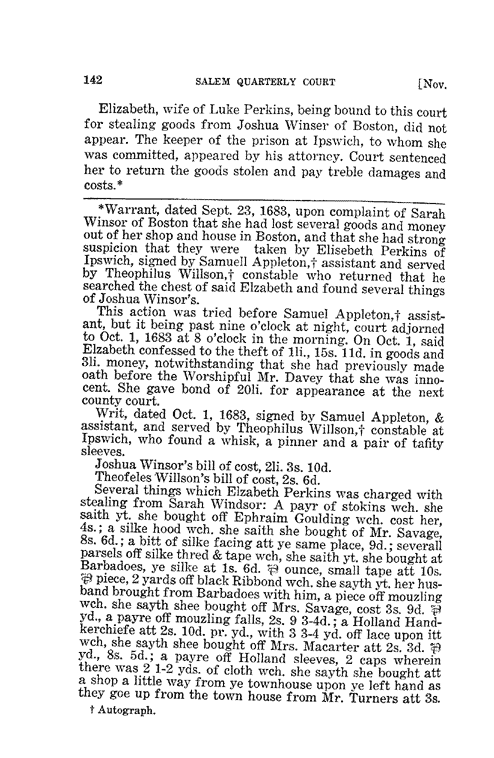 142 SALEM QUARTERLY COURT [Nov.
Elizabeth, wife of Luke Perkins, being bound to this court
for stealing goods from Joshua Winser of Boston, did not
appear. The keeper of the prison at Ipswich, to whom she
was committed, appeared by his attorney. Court sentenced
her to return the goods stolen and pay treble damages and
costs.*
*Warrant, dated Sept. 23, 1683, upon complaint of Sarah
Winsor of Boston that she had lost several goods and money
out of her shop and house in Boston, and that she had strong
suspicion that they were taken by Elisebeth Perkins of
Ipswich, signed by Samuell Appleton,† assistant and served
by Theophilus Willson,† constable who returned that he
searched the chest of said Elzabeth and found several things
of Joshua Winsor's.
This action was tried before Samuel Appleton,† assist-
ant, but it being past nine o'clock at night, court adjorned
to Oct. 1, 1683 at 8 o'clock in the morning. On Oct. 1, said
Elzabeth confessed to the theft of 1li., 15s. 11d. in goods and
3li. money, notwithstanding that she had previously made
oath before the Worshipful Mr. Davey that she was inno-
cent. She gave bond of 20li. for appearance at the next
county court.
Writ, dated Oct. 1, 1683, signed by Samuel Appleton, &
assistant, and served by Theophilus Willson,† constable at
Ipswich, who found a whisk, a pinner and a pair of tafity
sleeves.
Joshua Winsor's bill of cost, 2li. 3s. 10d.
Theofeles Willson's bill of cost, 2s. 6d.
Several things which Elzabeth Perkins was charged with
stealing from Sarah Windsor: A payr of stokins wch. she
saith yt. she bought off Ephraim Goulding wch. cost her,
4s.; a silke hood wch. she saith she bought of Mr. Savage,
8s. 6d.; a bitt of silke facing att ye same place, 9d.; severall
parsels off silke thred & tape wch, she saith yt. she bought at
Barbadoes, ye silke at 1s. 6d. ⅌ ounce, small tape att 10s.
⅌ piece, 2 yards off black Ribbond wch. she sayth yt. her hus-
band brought from Barbadoes with him, a piece off mouzling
wch. she sayth shee bought off Mrs. Savage, cost 3s. 9d. ⅌
yd., a payre off mouzling falls, 2s. 9 3-4d.; a Holland Hand-
kerchiefe att 2s. 10d. pr. yd., with 3 3-4 yd. off lace upon itt
wch, she sayth shee bought off Mrs. Macarter att 2s. 3d. ⅌
yd., 8s. 5d.; a payre off Holland sleeves, 2 caps wherein
there was 2 1-2 yds. of cloth wch. she sayth she bought att
a shop a little way from ye townhouse upon ye left hand as
they goe up from the town house from Mr. Turners att 3s.
† Autograph.